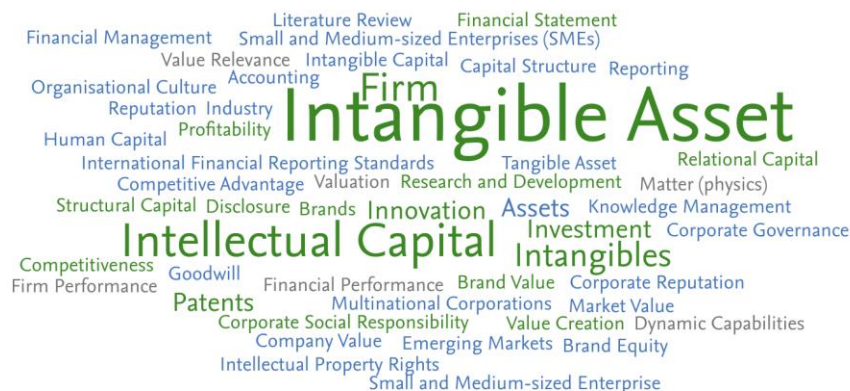 Literature Review Financial Statement
Financial Management Small and Medium-sized Enterprises (SMEs)
Value Relevance Intangible Capital Capital Structure Reporting
Organisational Culture Accounting Firm
Reputation Industry Intangible Asset
Human Capital Profitability
International Financial Reporting Standards Tangible Asset Relational Capital
Competitive Advantage Valuation Research and Development Matter (physics)
Structural Capital Disclosure Brands Innovation Assets Knowledge Management
Intellectual Capital Investment Corporate Governance
Competitiveness Goodwill Intangibles
Firm Performance Financial Performance Brand Value Corporate Reputation
Patents Multinational Corporations Market Value
Corporate Social Responsibility Value Creation Dynamic Capabilities
Company Value Emerging Markets Brand Equity
Intellectual Property Rights
Small and Medium-sized Enterprise